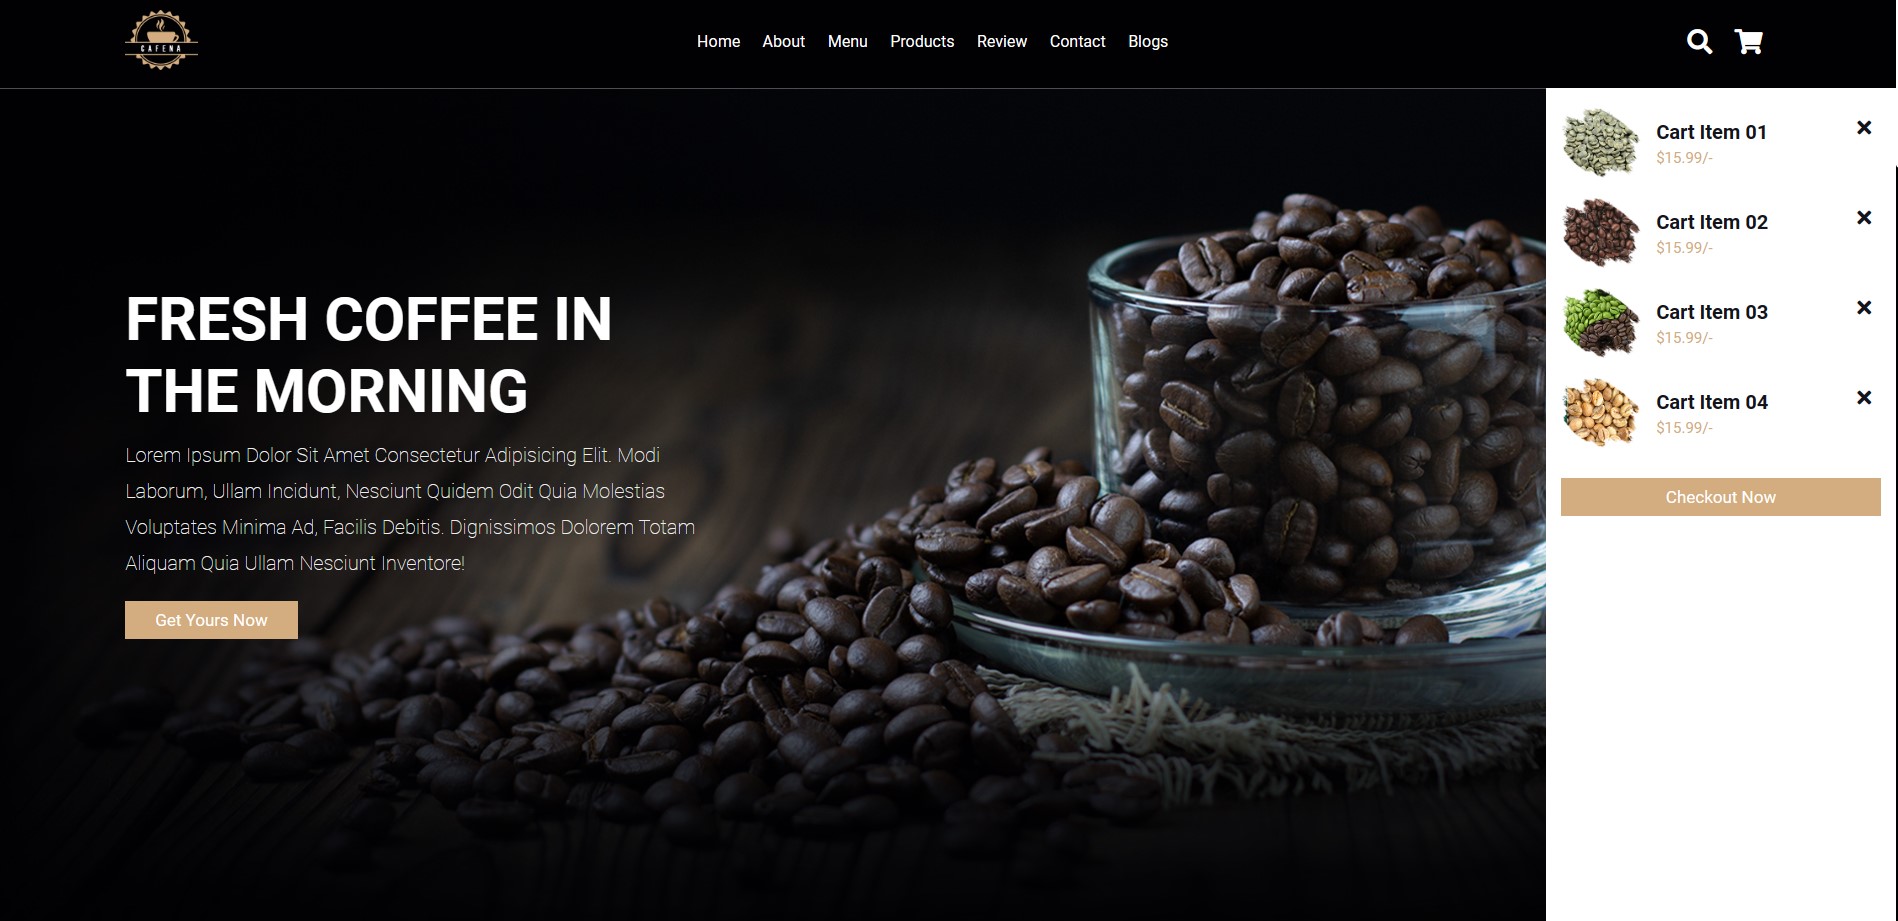 CAFENA
Home About Menu Products Review Contact Blogs
FRESH COFFEE IN
THE MORNING
Lorem Ipsum Dolor Sit Amet Consectetur Adipisicing Elit. Modi
Laborum, Ullam Incidunt, Nesciunt Quidem Odit Quia Molestias
Voluptates Minima Ad, Facilis Debitis. Dignissimos Dolorem Totam
Aliquam Quia Ullam Nesciunt Inventore!
Get Yours Now
Cart Item 01
$15.99/-
Cart Item 02
$15.99/-
Cart Item 03
$15.99/-
Cart Item 04
$15.99/-
Checkout Now